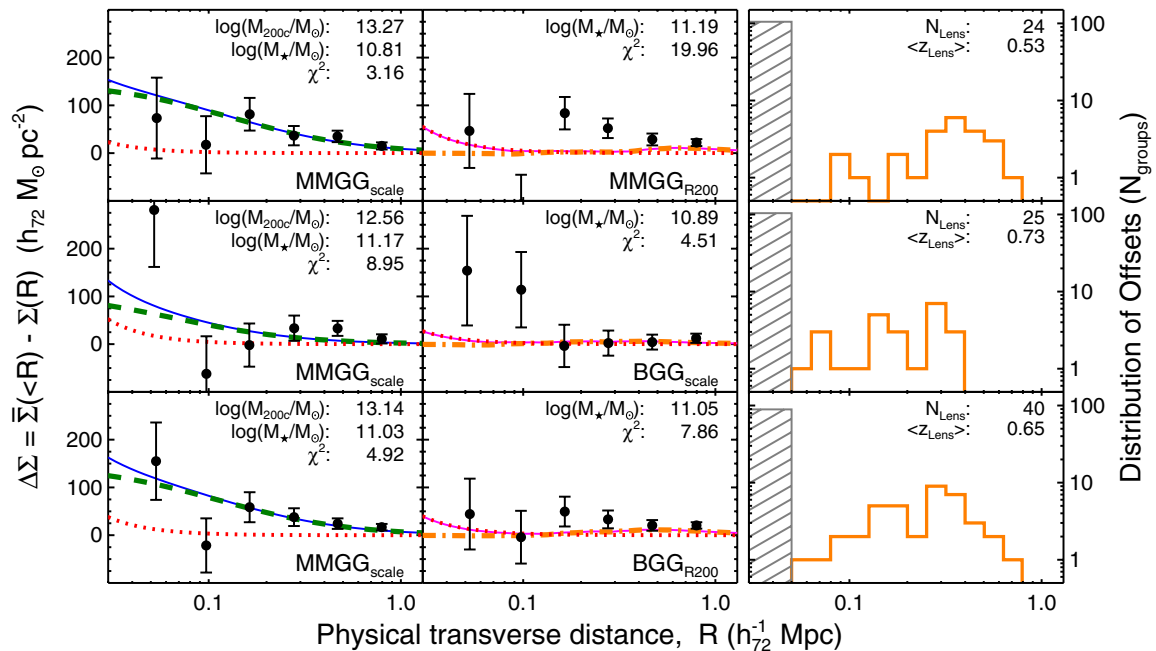 log(M200c/M⊙): 13.27
log(M★/M⊙): 10.81
χ²: 3.16
MMGGscale
log(M★/M⊙): 11.19
χ²: 19.96
MMGGR200
NLens: 24
<zLens>: 0.53
log(M200c/M⊙): 12.56
log(M★/M⊙): 11.17
χ²: 8.95
MMGGscale
log(M★/M⊙): 10.89
χ²: 4.51
BGGscale
NLens: 25
<zLens>: 0.73
log(M200c/M⊙): 13.14
log(M★/M⊙): 11.03
χ²: 4.92
MMGGscale
log(M★/M⊙): 11.05
χ²: 7.86
BGGR200
NLens: 40
<zLens>: 0.65
200
100
0
200
100
0
200
100
0
100
10
1
100
10
1
100
10
1
0.1 1.0
0.1 1.0
0.1 1.0
ΔΣ = Σ̄(<R) - Σ(R) (h72 M⊙ pc⁻²)
Physical transverse distance, R (h72⁻¹ Mpc)
Distribution of Offsets (Ngroups)